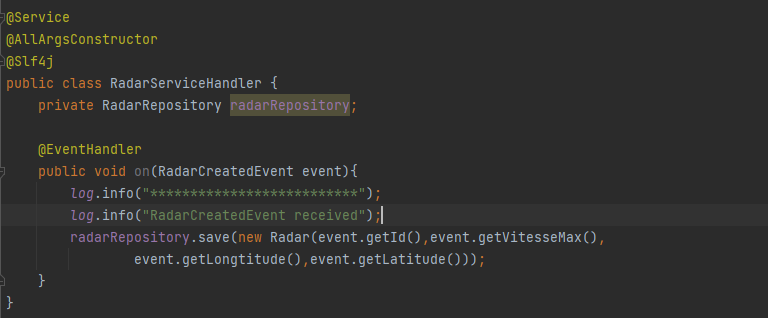 @Service
@AllArgsConstructor
@Slf4j
public class RadarServiceHandler {
private RadarRepository radarRepository;
@EventHandler
public void on(RadarCreatedEvent event){
log.info("**************************");
log.info("RadarCreatedEvent received");
radarRepository.save(new Radar(event.getId(),event.getVitesseMax(),
event.getLongtitude(),event.getLatitude()));
}
}